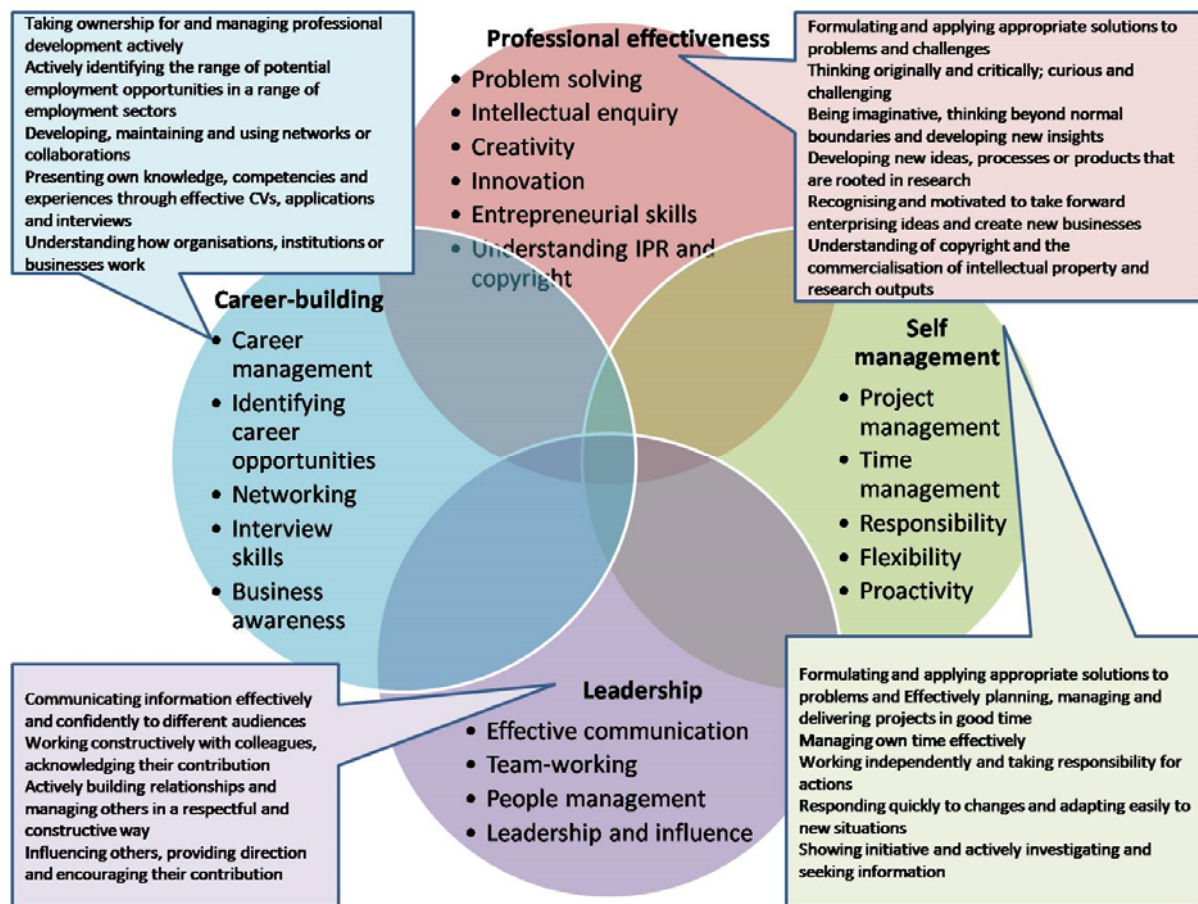 Taking ownership for and managing professional
development actively
Actively identifying the range of potential
employment opportunities in a range of
employment sectors
Developing, maintaining and using networks or
collaborations
Presenting own knowledge, competencies and
experiences through effective CVs, applications
and interviews
Understanding how organisations, institutions or
businesses work
Professional effectiveness
• Problem solving
• Intellectual enquiry
• Creativity
• Innovation
• Entrepreneurial skills
• Understanding IPR and
copyright
Formulating and applying appropriate solutions to
problems and challenges
Thinking originally and critically; curious and
challenging
Being imaginative, thinking beyond normal
boundaries and developing new insights
Developing new ideas, processes or products that
are rooted in research
Recognising and motivated to take forward
enterprising ideas and create new businesses
Understanding of copyright and the
commercialisation of intellectual property and
research outputs
Career-building
• Career
management
• Identifying
career
opportunities
• Networking
• Interview
skills
• Business
awareness
Self
management
• Project
management
• Time
management
• Responsibility
• Flexibility
• Proactivity
Communicating information effectively
and confidently to different audiences
Working constructively with colleagues,
acknowledging their contribution
Actively building relationships and
managing others in a respectful and
constructive way
Influencing others, providing direction
and encouraging their contribution
Leadership
• Effective communication
• Team-working
• People management
• Leadership and influence
Formulating and applying appropriate solutions to
problems and Effectively planning, managing and
delivering projects in good time
Managing own time effectively
Working independently and taking responsibility for
actions
Responding quickly to changes and adapting easily to
new situations
Showing initiative and actively investigating and
seeking information